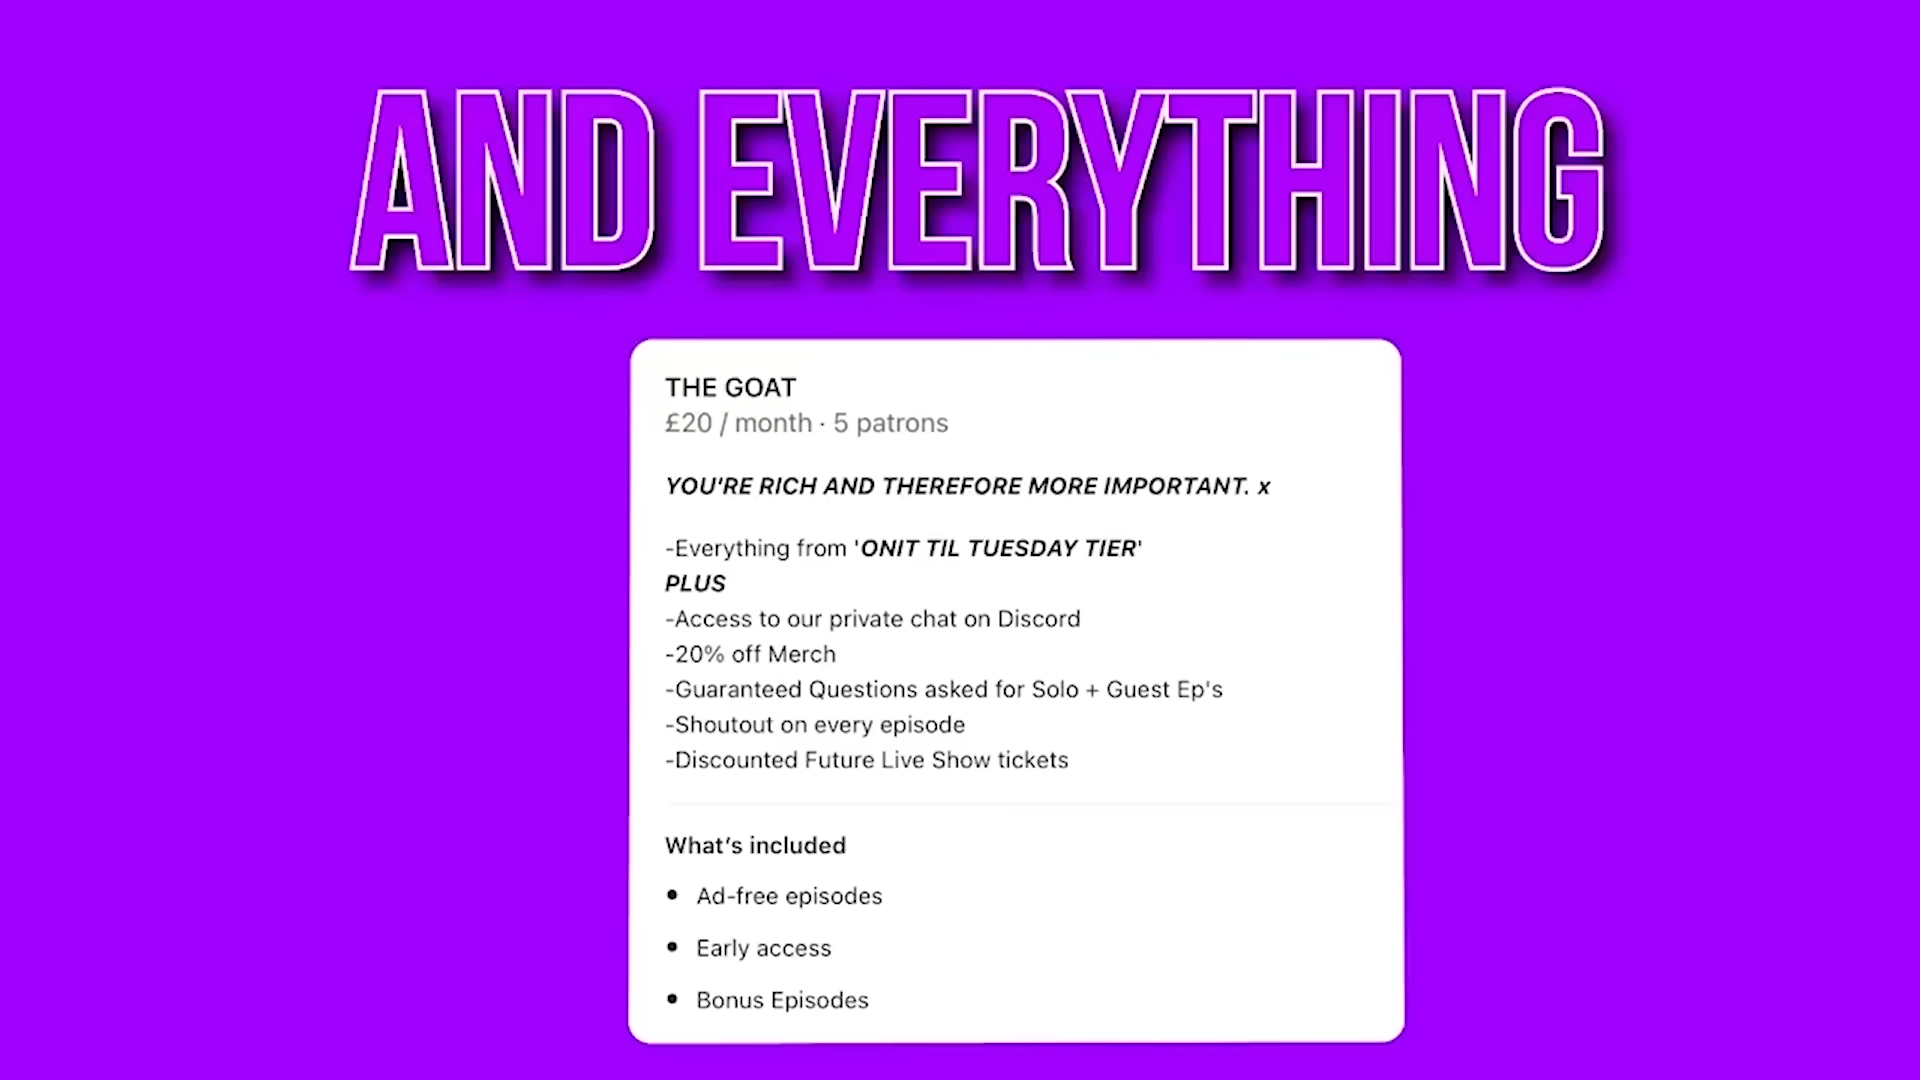 AND EVERYTHING
THE GOAT
£20 / month · 5 patrons
YOU'RE RICH AND THEREFORE MORE IMPORTANT. x
-Everything from 'ONIT TIL TUESDAY TIER'
PLUS
-Access to our private chat on Discord
-20% off Merch
-Guaranteed Questions asked for Solo + Guest Ep's
-Shoutout on every episode
-Discounted Future Live Show tickets
What’s included
• Ad-free episodes
• Early access
• Bonus Episodes